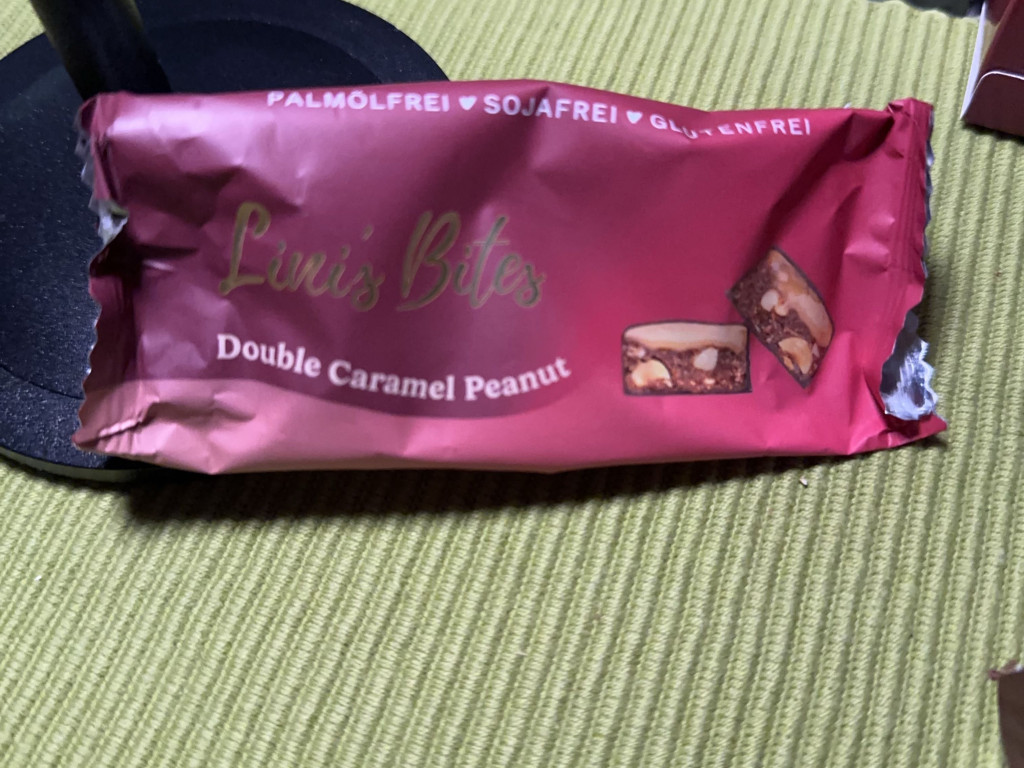 PALMÖLFREI ♥ SOJAFREI ♥ GLUTENFREI
Lini's Bites
Double Caramel Peanut